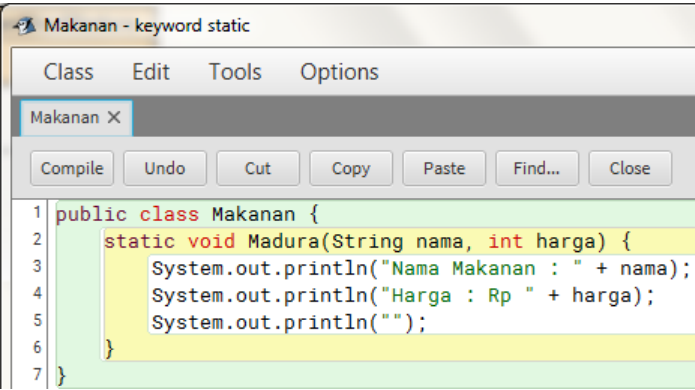 Makanan - keyword static
Class Edit Tools Options
Makanan ×
Compile Undo Cut Copy Paste Find... Close
1 public class Makanan {
2 static void Madura(String nama, int harga) {
3 System.out.println("Nama Makanan : " + nama);
4 System.out.println("Harga : Rp " + harga);
5 System.out.println("");
6 }
7 }